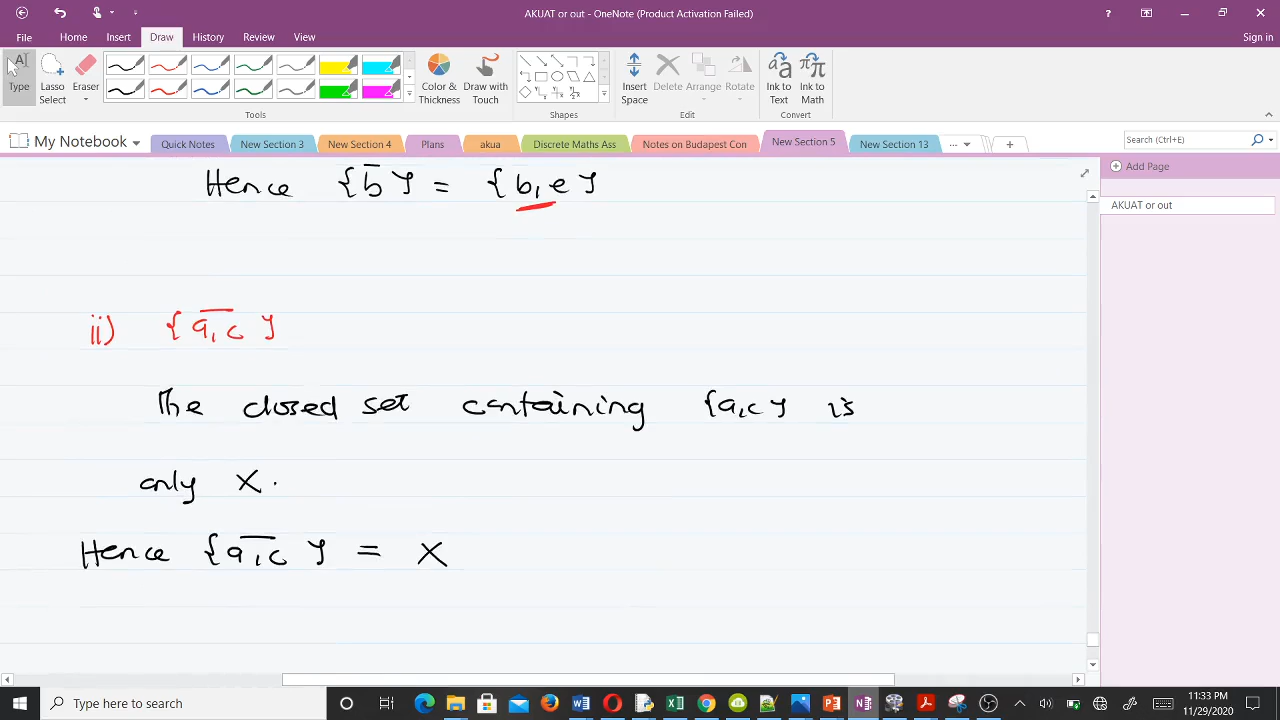 AKUAT or out - OneNote (Product Activation Failed)
File Home Insert Draw History Review View Sign in
Type Lasso Select Eraser Color & Thickness Draw with Touch Insert Space Delete Arrange Rotate Ink to Text Ink to Math
Tools Shapes Edit Convert
My Notebook Quick Notes New Section 3 New Section 4 Plans akua Discrete Maths Ass Notes on Budapest Con New Section 5 New Section 13 ... Search (Ctrl+E)
Add Page
AKUAT or out
Hence {b̅} = {b, e}
ii) {a̅,̅ ̅c̅}
The closed set containing {a,c} is
only X.
Hence {a̅,̅ ̅c̅} = X
Type here to search
11:33 PM
11/29/2020